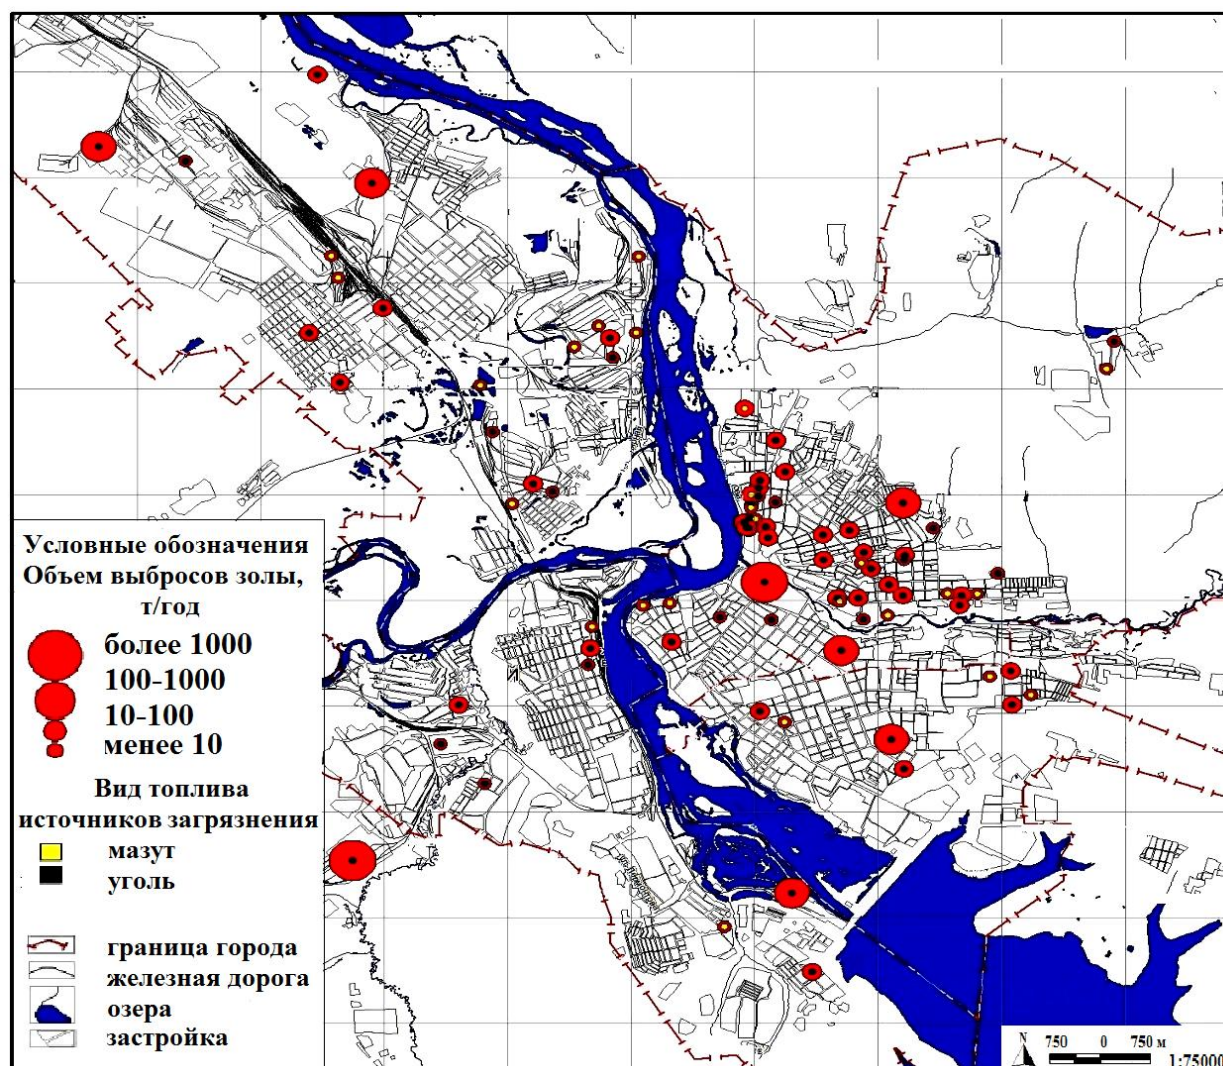 Условные обозначения
Объем выбросов золы,
т/год
более 1000
100-1000
10-100
менее 10
Вид топлива
источников загрязнения
мазут
уголь
граница города
железная дорога
озера
застройка
N
750 0 750 м
1:75000